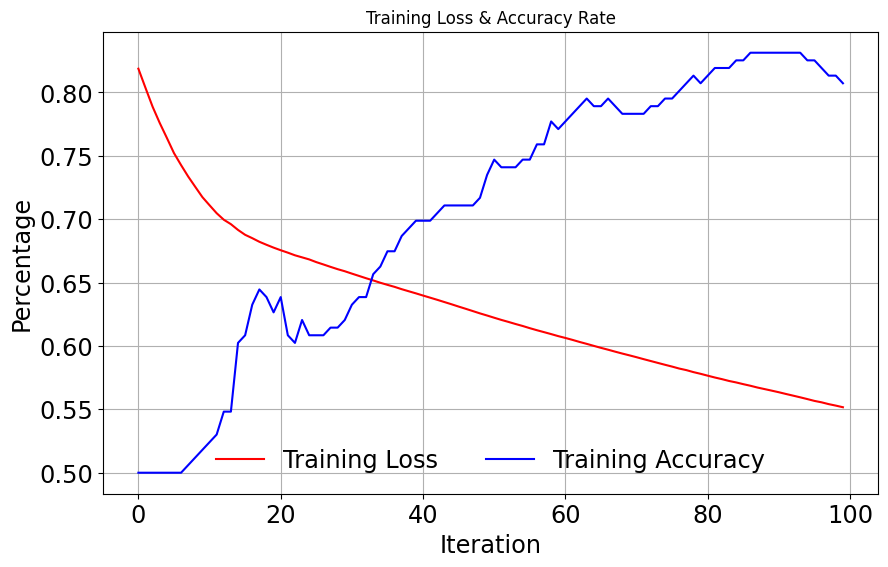 Training Loss & Accuracy Rate
0.80
0.75
0.70
0.65
0.60
0.55
0.50
Percentage
Training Loss
Training Accuracy
0 20 40 60 80 100
Iteration